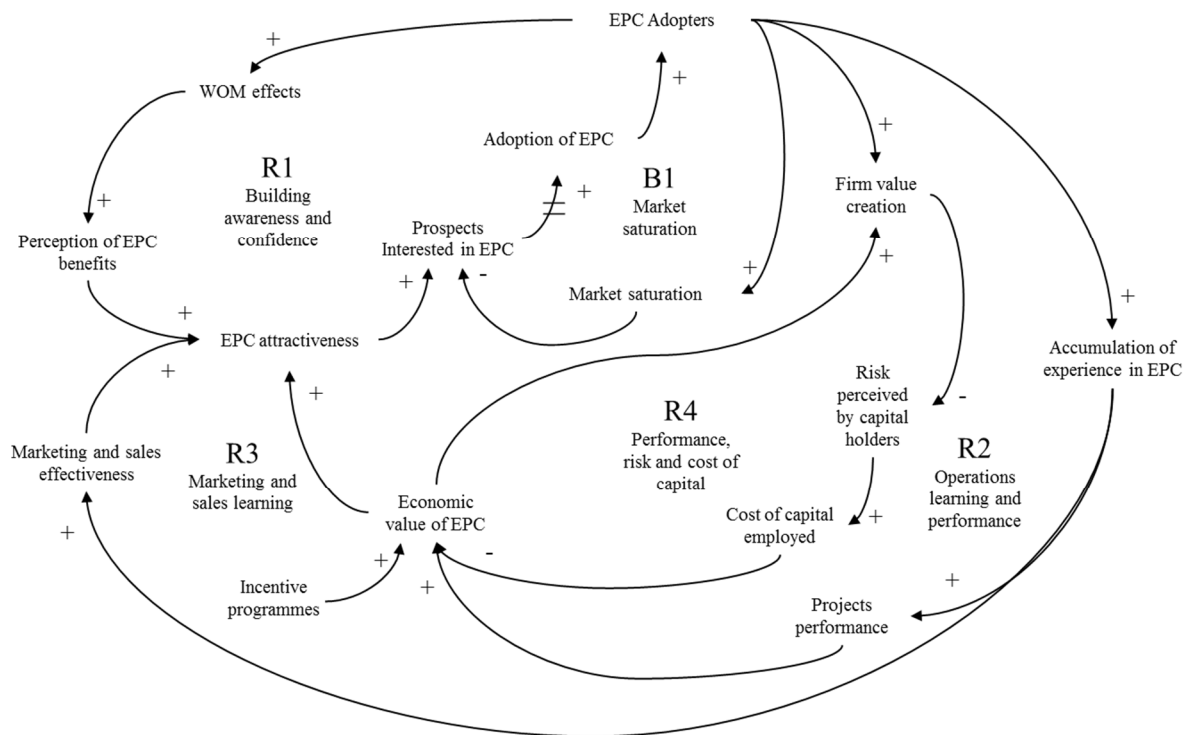 EPC Adopters
+
WOM effects
+
Adoption of EPC
+
R1
Building
awareness and
confidence
B1
Market
saturation
+
Firm value
creation
+
+
Perception of EPC
benefits
Prospects
Interested in EPC
-
+
+
+
Market saturation
+
+
EPC attractiveness
Accumulation of
experience in EPC
+
+
Risk
perceived
by capital
holders
-
R4
Performance,
risk and cost of
capital
Marketing and sales
effectiveness
R3
Marketing and
sales learning
R2
Operations
learning and
performance
Economic
value of EPC
Cost of capital
employed
+
+
+
-
Incentive
programmes
+
+
Projects
performance